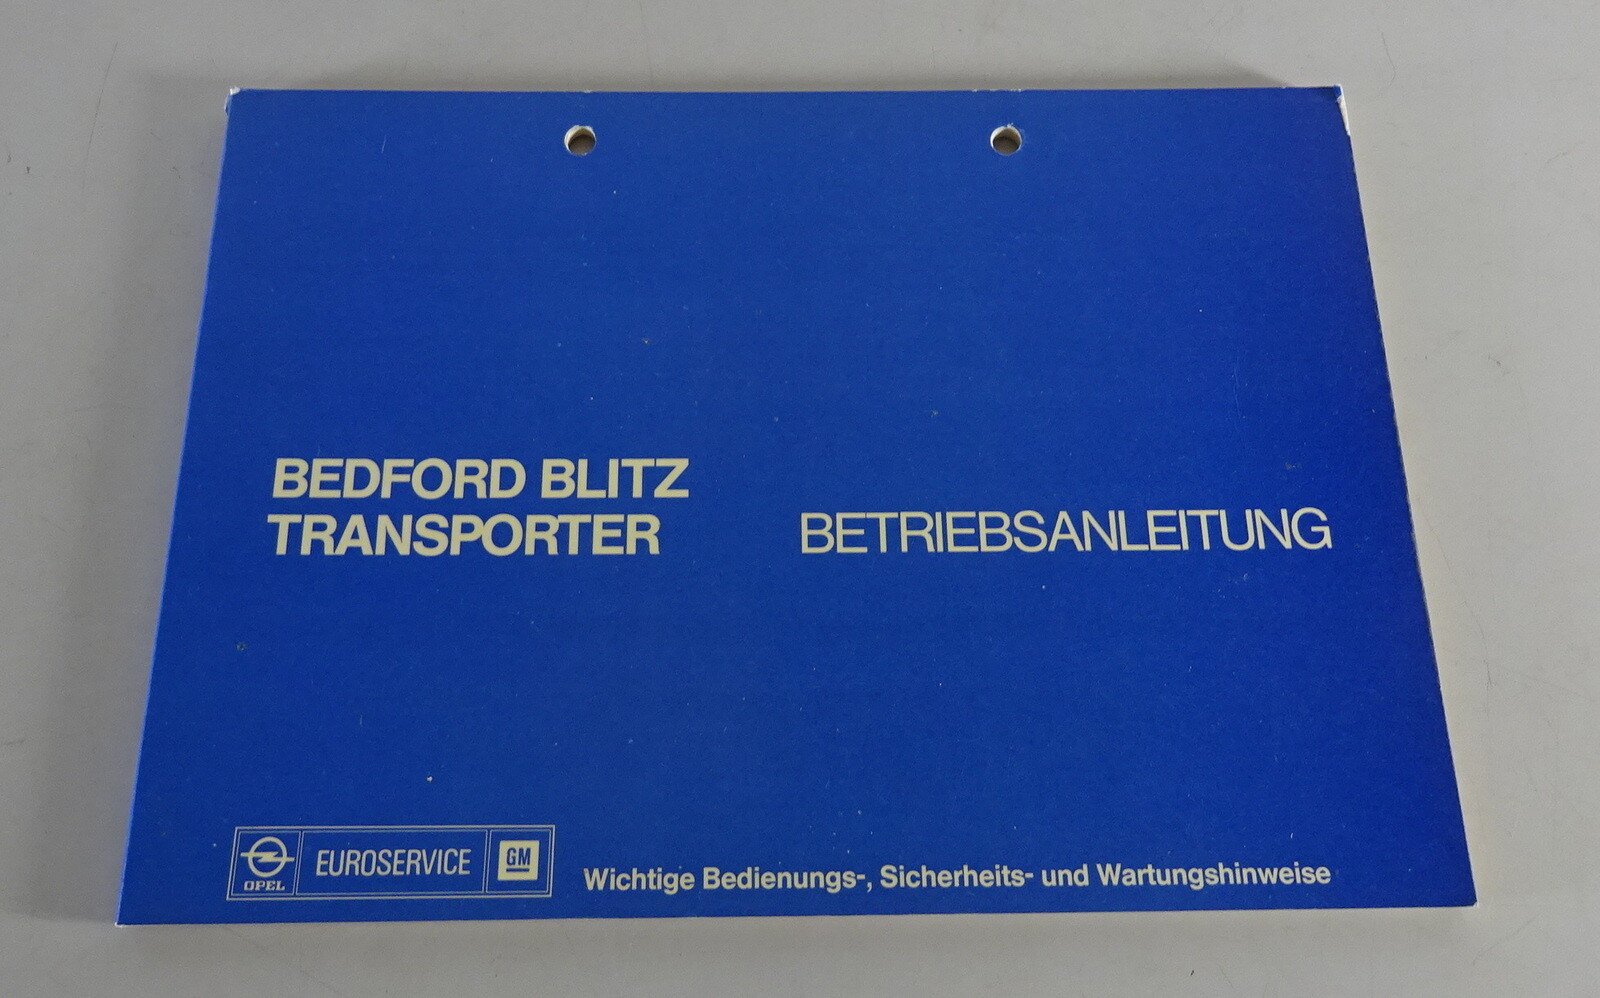 BEDFORD BLITZ
TRANSPORTER
BETRIEBSANLEITUNG
OPEL
EUROSERVICE
GM
Wichtige Bedienungs-, Sicherheits- und Wartungshinweise